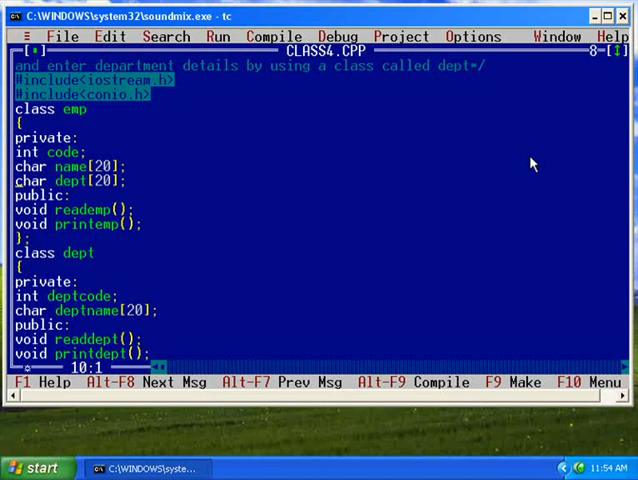 C:\WINDOWS\system32\soundmix.exe - tc
≡ File Edit Search Run Compile Debug Project Options Window Help
[■] CLASS4.CPP 8=[↕]
and enter department details by using a class called dept*/
#include<iostream.h>
#include<conio.h>
class emp
{
private:
int code;
char name[20];
char dept[20];
public:
void reademp();
void printemp();
};
class dept
{
private:
int deptcode;
char deptname[20];
public:
void readdept();
void printdept();
10:1
F1 Help Alt-F8 Next Msg Alt-F7 Prev Msg Alt-F9 Compile F9 Make F10 Menu
start C:\WINDOWS\syste... 11:54 AM